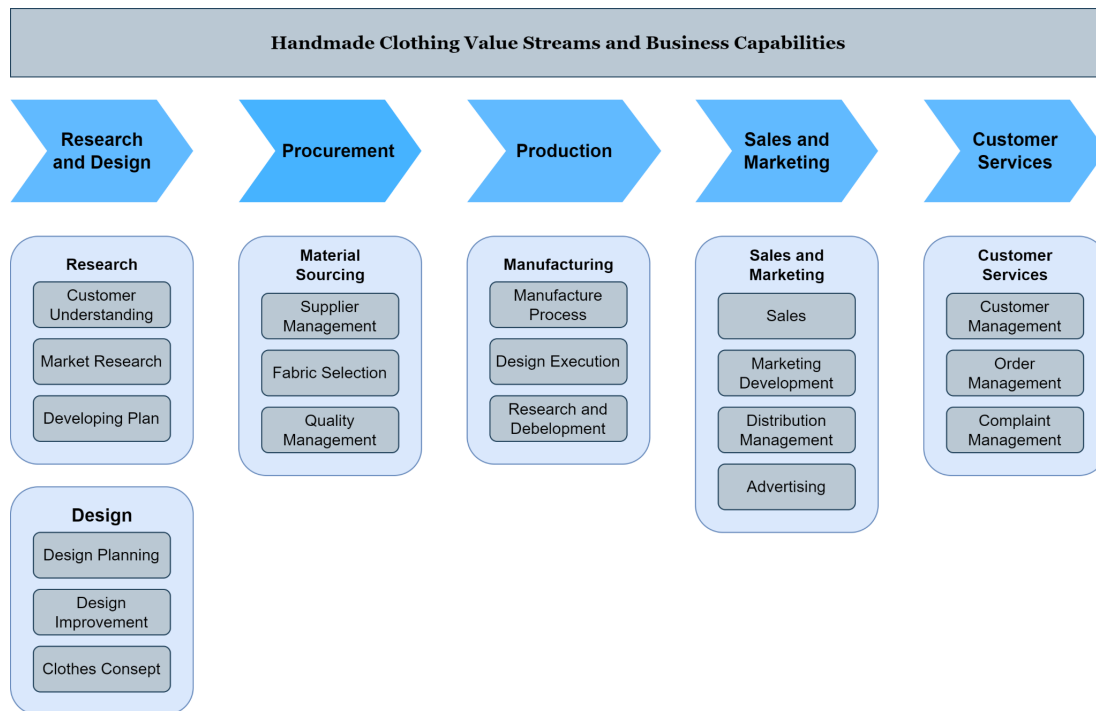 Handmade Clothing Value Streams and Business Capabilities
Research
and Design
Procurement
Production
Sales and
Marketing
Customer
Services
Research
Customer
Understanding
Market Research
Developing Plan
Design
Design Planning
Design
Improvement
Clothes Consept
Material
Sourcing
Supplier
Management
Fabric Selection
Quality
Management
Manufacturing
Manufacture
Process
Design Execution
Research and
Debelopment
Sales and
Marketing
Sales
Marketing
Development
Distribution
Management
Advertising
Customer
Services
Customer
Management
Order
Management
Complaint
Management